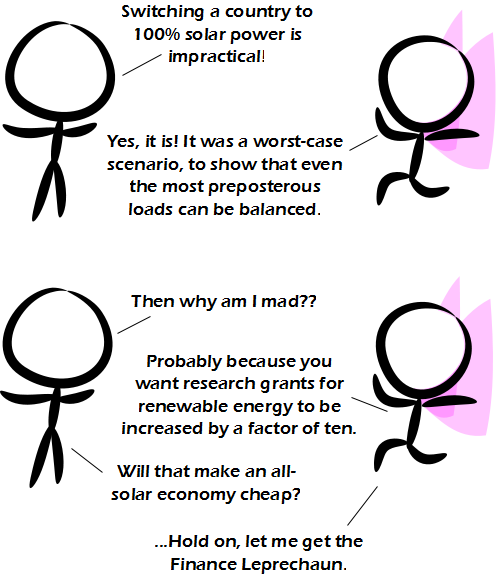 Switching a country to
100% solar power is
impractical!
Yes, it is! It was a worst-case
scenario, to show that even
the most preposterous
loads can be balanced.
Then why am I mad??
Probably because you
want research grants for
renewable energy to be
increased by a factor of ten.
Will that make an all-
solar economy cheap?
...Hold on, let me get the
Finance Leprechaun.